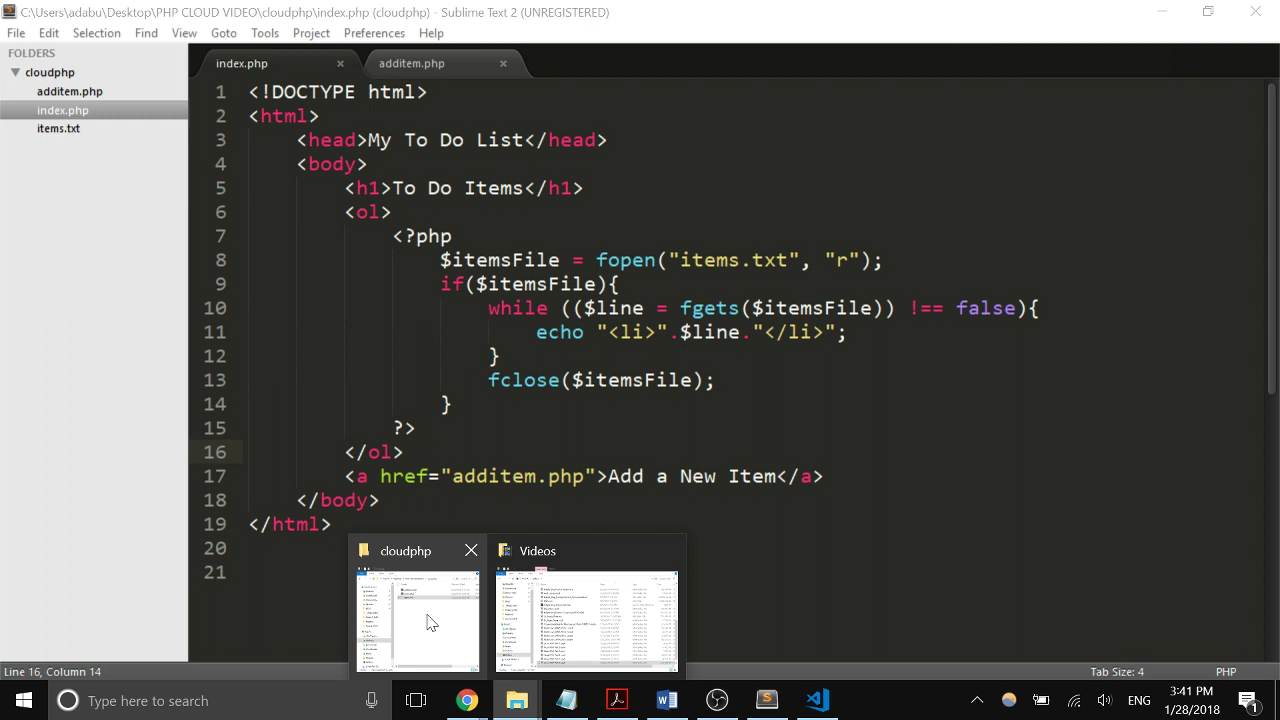 C:\Users\adabu\Desktop\PHP CLOUD VIDEO\cloudphp\index.php (cloudphp) - Sublime Text 2 (UNREGISTERED)
File Edit Selection Find View Goto Tools Project Preferences Help
FOLDERS
cloudphp
additem.php
index.php
items.txt
index.php × additem.php ×
1 <!DOCTYPE html>
2 <html>
3 <head>My To Do List</head>
4 <body>
5 <h1>To Do Items</h1>
6 <ol>
7 <?php
8 $itemsFile = fopen("items.txt", "r");
9 if($itemsFile){
10 while (($line = fgets($itemsFile)) !== false){
11 echo "<li>".$line."</li>";
12 }
13 fclose($itemsFile);
14 }
15 ?>
16 </ol>
17 <a href="additem.php">Add a New Item</a>
18 </body>
19 </html>
20
21
cloudphp Videos
Line 16, Column 14 Tab Size: 4 PHP
Type here to search
ENG 3:41 PM
1/28/2018
1